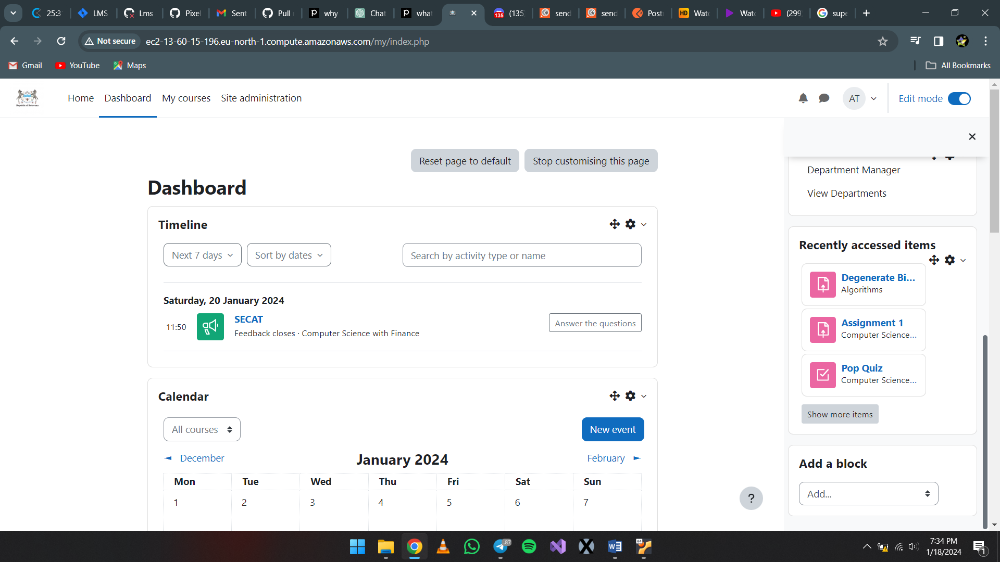 25:3
LMS
Lms
Pixel
Sent
Pull
why
Chat
what
(135
send
send
Post
Wat
Watc
(299
supe
Not secure
ec2-13-60-15-196.eu-north-1.compute.amazonaws.com/my/index.php
Gmail
YouTube
Maps
All Bookmarks
Republic of Botswana
Home
Dashboard
My courses
Site administration
AT
Edit mode
Reset page to default
Stop customising this page
Dashboard
Timeline
Next 7 days
Sort by dates
Search by activity type or name
Saturday, 20 January 2024
11:50
SECAT
Feedback closes · Computer Science with Finance
Answer the questions
Calendar
All courses
New event
December
January 2024
February
Mon Tue Wed Thu Fri Sat Sun
1 2 3 4 5 6 7
Department Manager
View Departments
Recently accessed items
Degenerate Bi...
Algorithms
Assignment 1
Computer Science...
Pop Quiz
Computer Science...
Show more items
Add a block
Add...
?
7:34 PM
1/18/2024
1